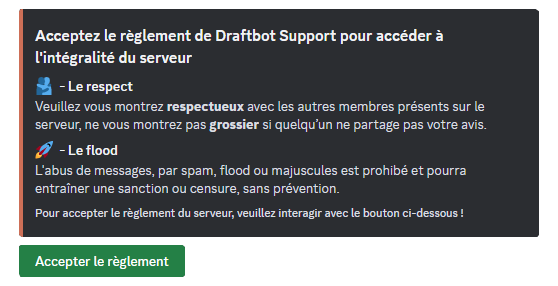 Acceptez le règlement de Draftbot Support pour accéder à
l'intégralité du serveur
- Le respect
Veuillez vous montrez respectueux avec les autres membres présents sur le
serveur, ne vous montrez pas grossier si quelqu'un ne partage pas votre avis.
- Le flood
L'abus de messages, par spam, flood ou majuscules est prohibé et pourra
entraîner une sanction ou censure, sans prévention.
Pour accepter le règlement du serveur, veuillez interagir avec le bouton ci-dessous !
Accepter le règlement